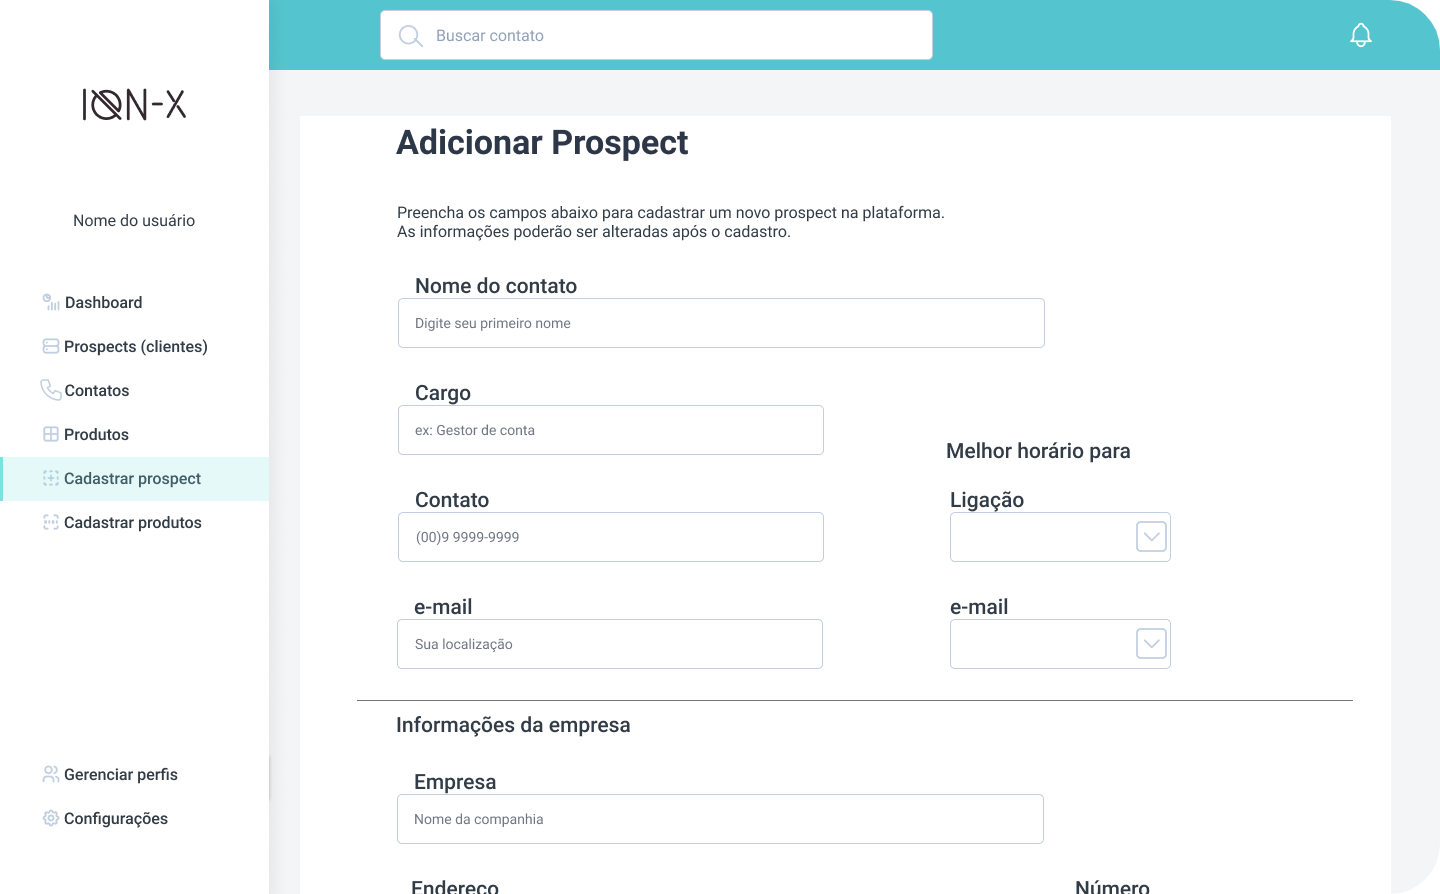 ION-X
Nome do usuário
Dashboard
Prospects (clientes)
Contatos
Produtos
Cadastrar prospect
Cadastrar produtos
Gerenciar perfis
Configurações
Buscar contato
Adicionar Prospect
Preencha os campos abaixo para cadastrar um novo prospect na plataforma.
As informações poderão ser alteradas após o cadastro.
Nome do contato
Digite seu primeiro nome
Cargo
ex: Gestor de conta
Melhor horário para
Contato
(00)9 9999-9999
Ligação
e-mail
Sua localização
e-mail
Informações da empresa
Empresa
Nome da companhia
Endereço
Número